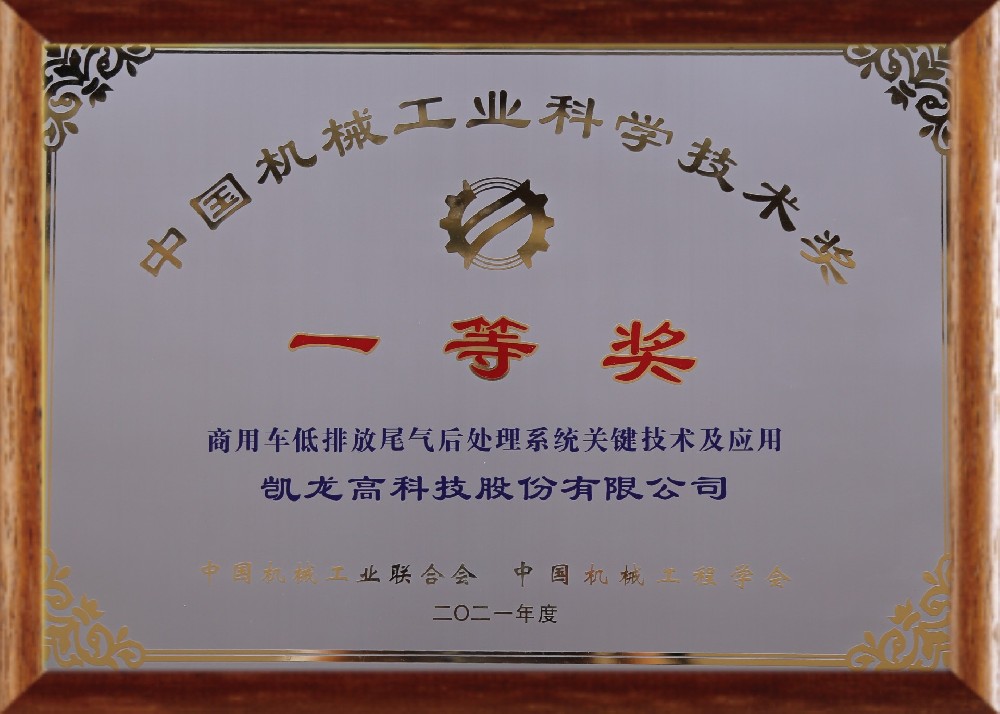 中国机械工业科学技术奖
一等奖
商用车低排放尾气后处理系统关键技术及应用
凯龙高科技股份有限公司
中国机械工业联合会 中国机械工程学会
二〇二一年度